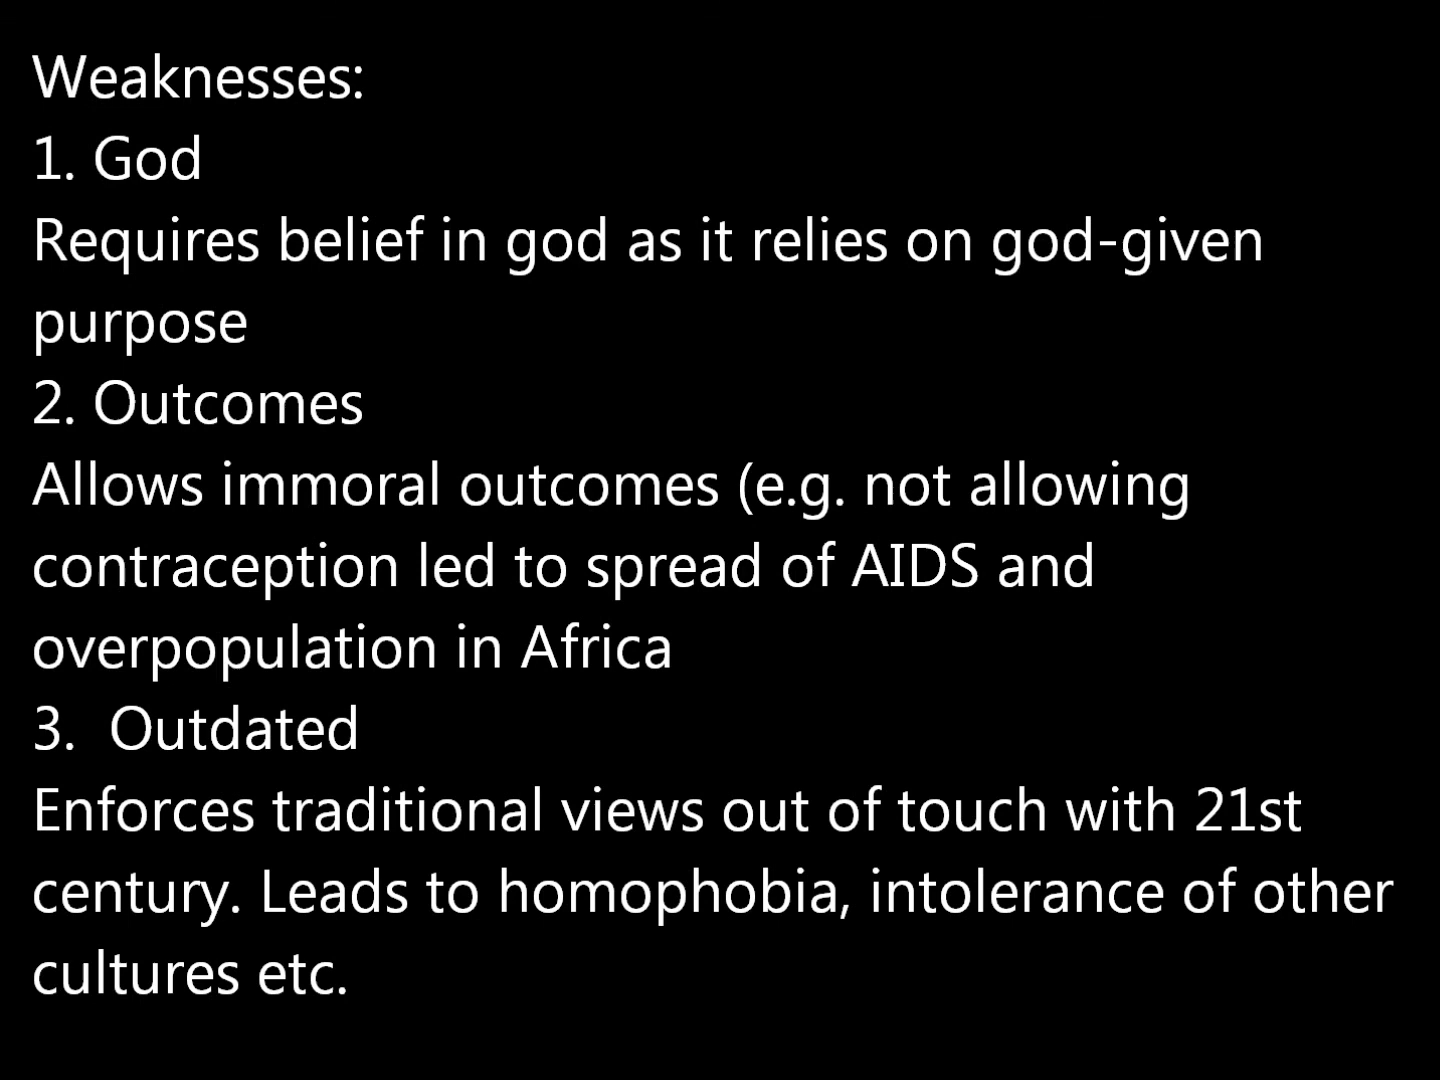 Weaknesses:
1. God
Requires belief in god as it relies on god-given
purpose
2. Outcomes
Allows immoral outcomes (e.g. not allowing
contraception led to spread of AIDS and
overpopulation in Africa
3.  Outdated
Enforces traditional views out of touch with 21st
century. Leads to homophobia, intolerance of other
cultures etc.